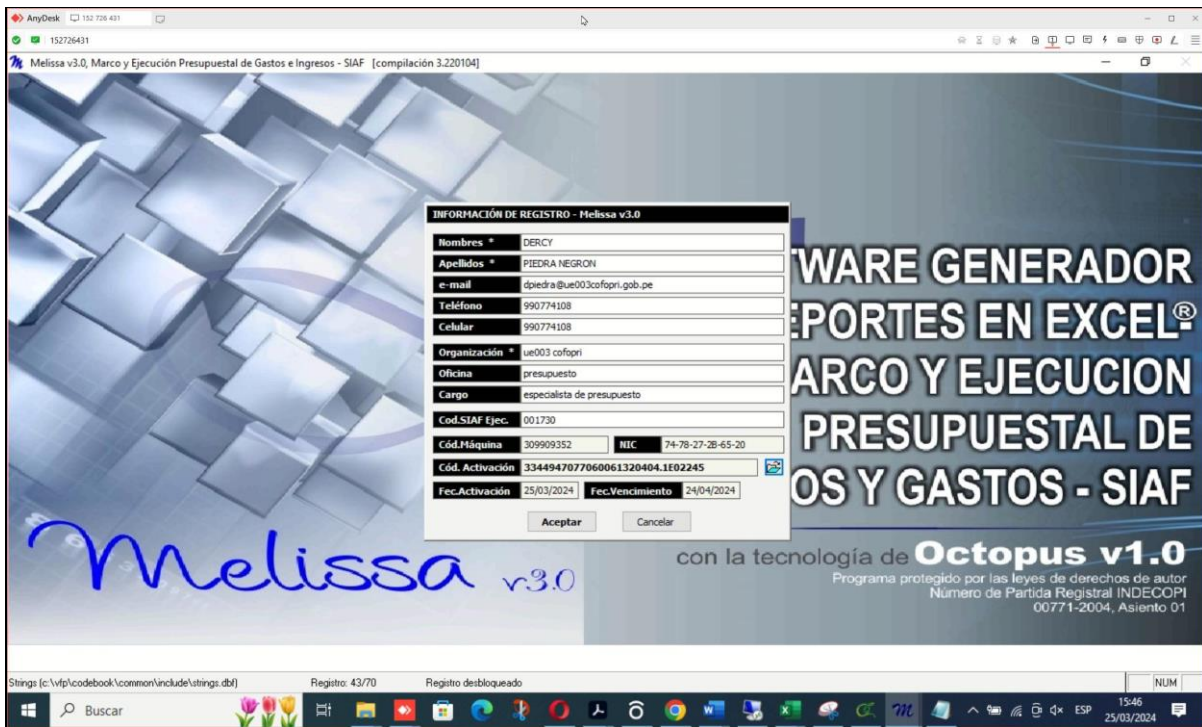 AnyDesk 152 726 431
152726431
Melissa v3.0, Marco y Ejecución Presupuestal de Gastos e Ingresos - SIAF [compilación 3.220104]
INFORMACIÓN DE REGISTRO - Melissa v3.0
Nombres * DERCY
Apellidos * PIEDRA NEGRON
e-mail dpiedra@ue003cofopri.gob.pe
Teléfono 990774108
Celular 990774108
Organización * ue003 cofopri
Oficina presupuesto
Cargo especialista de presupuesto
Cod.SIAF Ejec. 001730
Cód.Máquina 309909352 NIC 74-78-27-2B-65-20
Cód. Activación 3344947077060061320404.1E02245
Fec.Activación 25/03/2024 Fec.Vencimiento 24/04/2024
Aceptar Cancelar
WARE GENERADOR
EPORTES EN EXCEL®
ARCO Y EJECUCION
PRESUPUESTAL DE
OS Y GASTOS - SIAF
Melissa v3.0
con la tecnología de Octopus v1.0
Programa protegido por las leyes de derechos de autor
Número de Partida Registral INDECOPI
00771-2004, Asiento 01
Strings (c:\vfp\codebook\common\include\strings.dbf) Registro: 43/70 Registro desbloqueado NUM
Buscar
ESP
15:46
25/03/2024